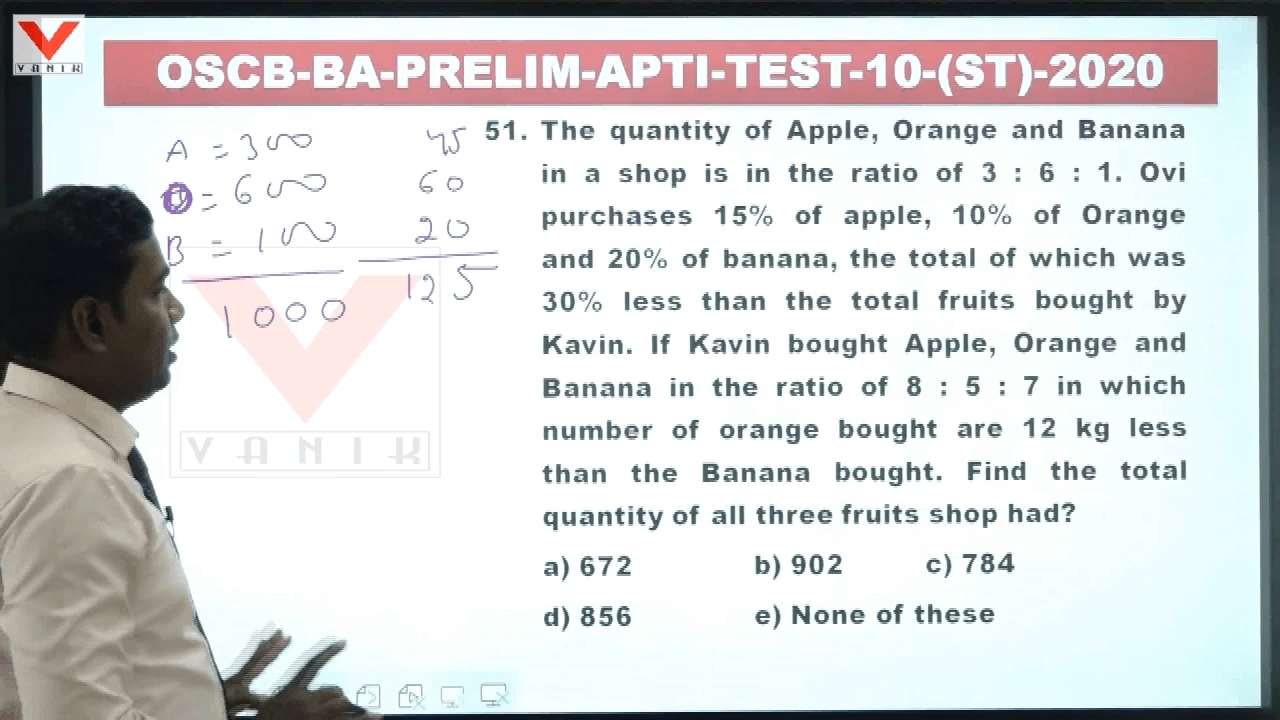 VANIK
OSCB-BA-PRELIM-APTI-TEST-10-(ST)-2020
A = 300 45
O = 600 60
B = 100 20
1000 125
VANIK
51. The quantity of Apple, Orange and Banana
in a shop is in the ratio of 3 : 6 : 1. Ovi
purchases 15% of apple, 10% of Orange
and 20% of banana, the total of which was
30% less than the total fruits bought by
Kavin. If Kavin bought Apple, Orange and
Banana in the ratio of 8 : 5 : 7 in which
number of orange bought are 12 kg less
than the Banana bought. Find the total
quantity of all three fruits shop had?
a) 672 b) 902 c) 784
d) 856 e) None of these